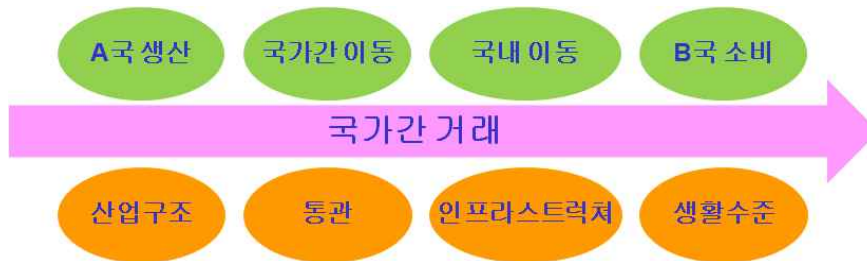 A국 생산 국가간 이동 국내 이동 B국 소비
국가간 거래
산업구조 통관 인프라스트럭쳐 생활수준